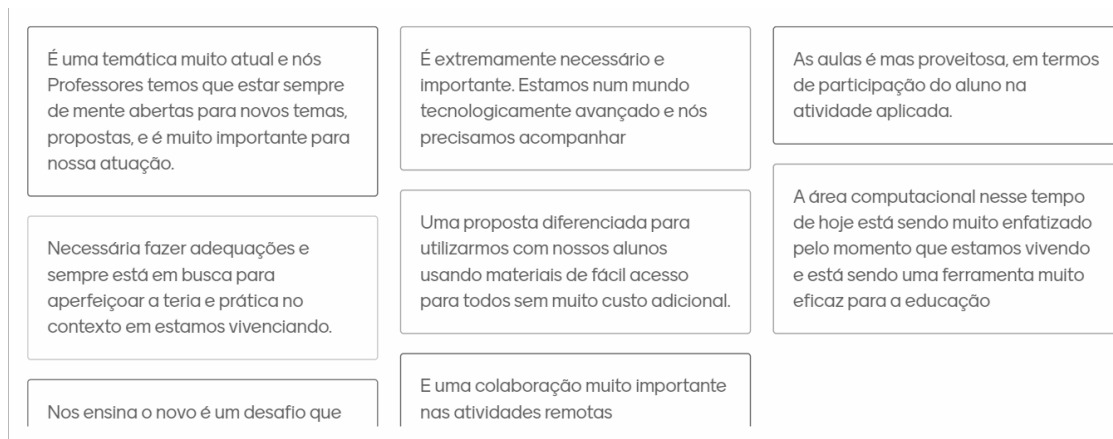 É uma temática muito atual e nós
Professores temos que estar sempre
de mente abertas para novos temas,
propostas, e é muito importante para
nossa atuação.
Necessária fazer adequações e
sempre está em busca para
aperfeiçoar a teria e prática no
contexto em estamos vivenciando.
Nos ensina o novo é um desafio que
É extremamente necessário e
importante. Estamos num mundo
tecnologicamente avançado e nós
precisamos acompanhar
Uma proposta diferenciada para
utilizarmos com nossos alunos
usando materiais de fácil acesso
para todos sem muito custo adicional.
E uma colaboração muito importante
nas atividades remotas
As aulas é mas proveitosa, em termos
de participação do aluno na
atividade aplicada.
A área computacional nesse tempo
de hoje está sendo muito enfatizado
pelo momento que estamos vivendo
e está sendo uma ferramenta muito
eficaz para a educação